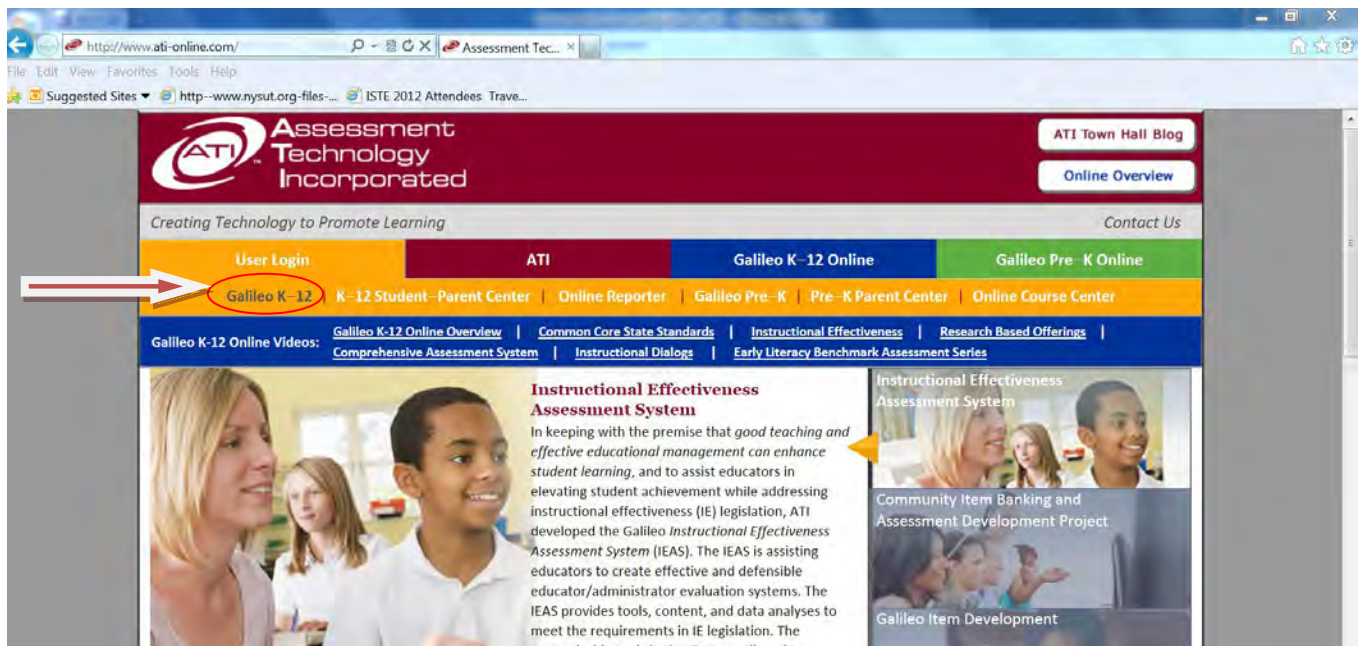 http://www.ati-online.com/
Assessment Tec...
File Edit View Favorites Tools Help
Suggested Sites http--www.nysut.org-files-... ISTE 2012 Attendees Trave...
ATI™
Assessment
Technology
Incorporated
ATI Town Hall Blog
Online Overview
Creating Technology to Promote Learning Contact Us
User Login ATI Galileo K-12 Online Galileo Pre-K Online
Galileo K-12 | K-12 Student-Parent Center | Online Reporter | Galileo Pre-K | Pre-K Parent Center | Online Course Center
Galileo K-12 Online Videos:
Galileo K-12 Online Overview | Common Core State Standards | Instructional Effectiveness | Research Based Offerings |
Comprehensive Assessment System | Instructional Dialogs | Early Literacy Benchmark Assessment Series
Instructional Effectiveness
Assessment System
In keeping with the premise that good teaching and
effective educational management can enhance
student learning, and to assist educators in
elevating student achievement while addressing
instructional effectiveness (IE) legislation, ATI
developed the Galileo Instructional Effectiveness
Assessment System (IEAS). The IEAS is assisting
educators to create effective and defensible
educator/administrator evaluation systems. The
IEAS provides tools, content, and data analyses to
meet the requirements in IE legislation. The
Instructional Effectiveness
Assessment System
Community Item Banking and
Assessment Development Project
Galileo Item Development